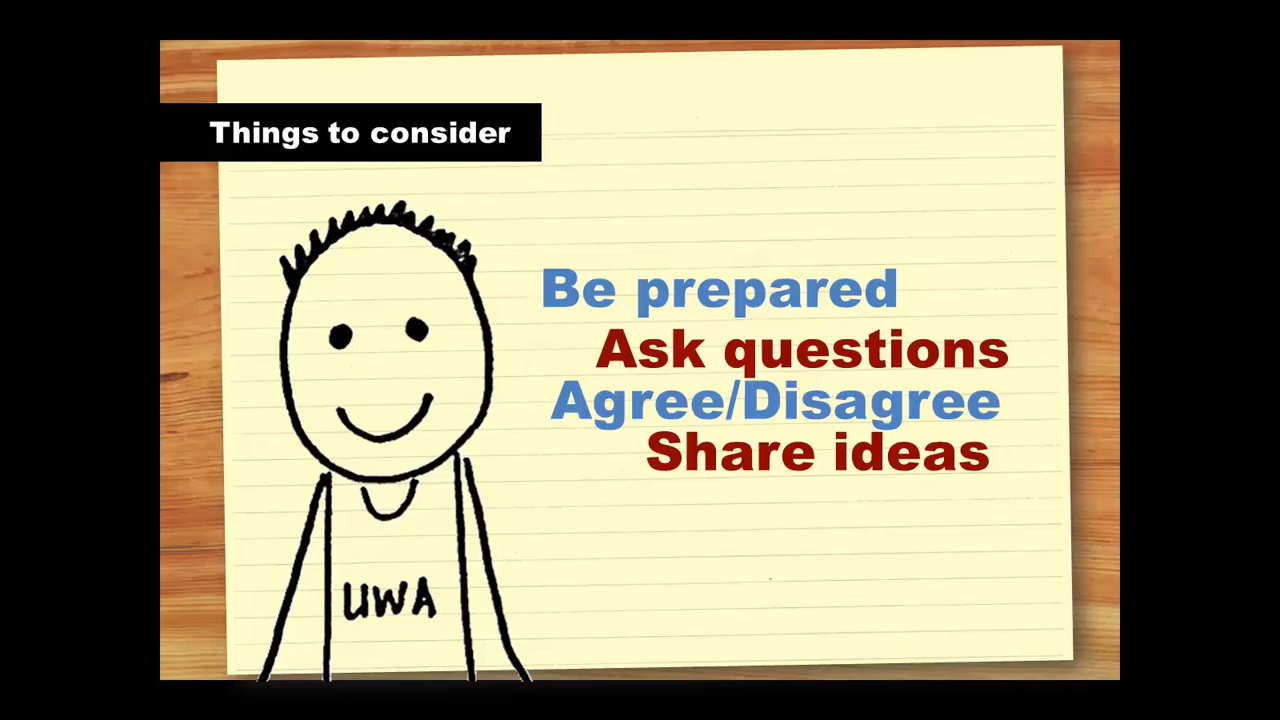 Things to consider
Be prepared
Ask questions
Agree/Disagree
Share ideas
UWA